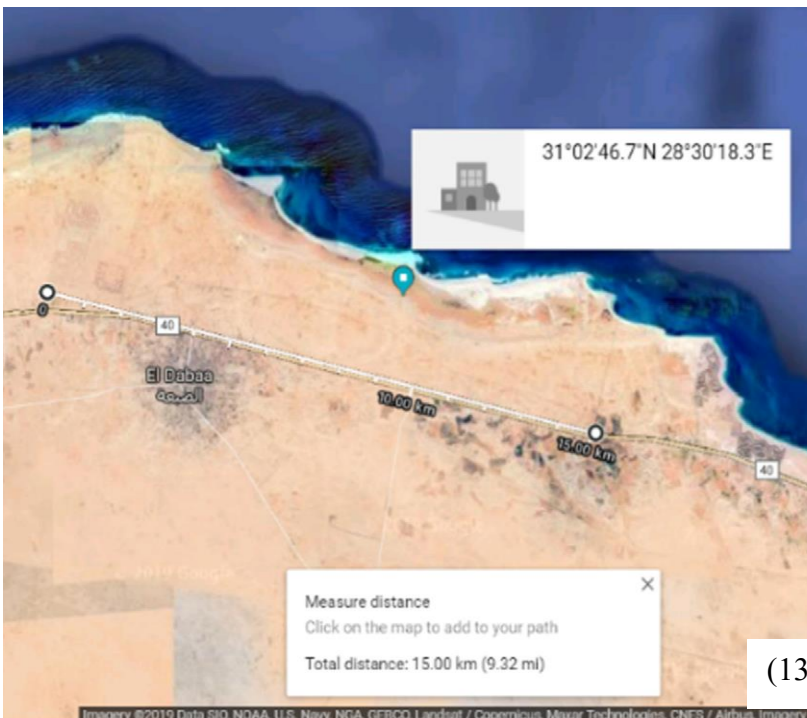 31°02'46.7"N 28°30'18.3"E
0
40
El Dabaa
الضبعة
10.00 km
15.00 km
40
2019 Google
Measure distance
Click on the map to add to your path
Total distance: 15.00 km (9.32 mi)
(13
Imagery ©2019 Data SIO, NOAA, U.S. Navy, NGA, GEBCO, Landsat / Copernicus, Maxar Technologies, CNES / Airbus, Imagery